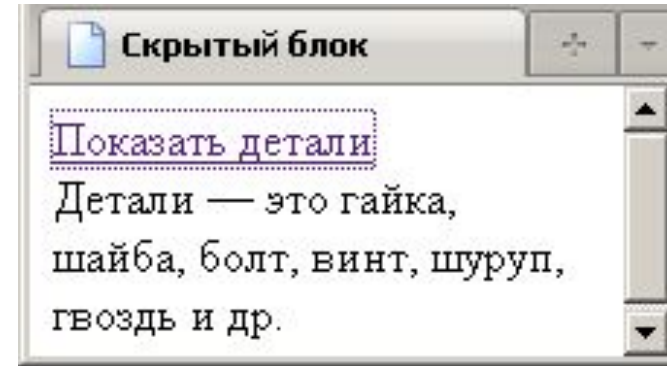 Скрытый блок
Показать детали
Детали — это гайка,
шайба, болт, винт, шуруп,
гвоздь и др.